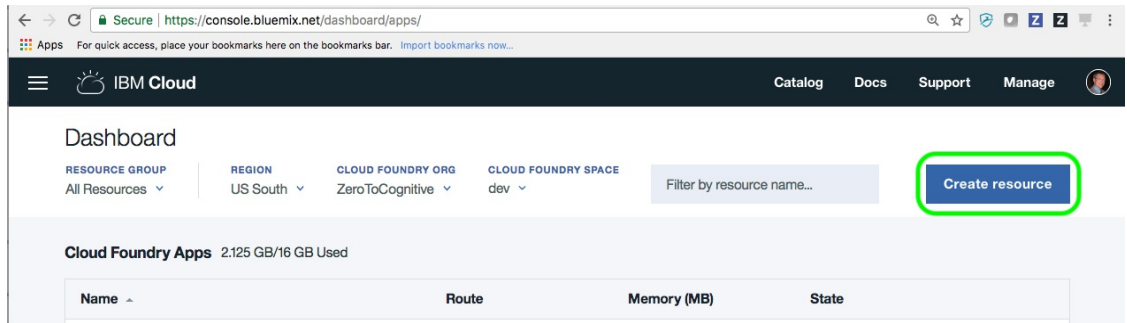 Secure | https://console.bluemix.net/dashboard/apps/
Apps For quick access, place your bookmarks here on the bookmarks bar. Import bookmarks now...
IBM Cloud Catalog Docs Support Manage
Dashboard
RESOURCE GROUP REGION CLOUD FOUNDRY ORG CLOUD FOUNDRY SPACE
All Resources US South ZeroToCognitive dev Filter by resource name... Create resource
Cloud Foundry Apps 2.125 GB/16 GB Used
Name Route Memory (MB) State